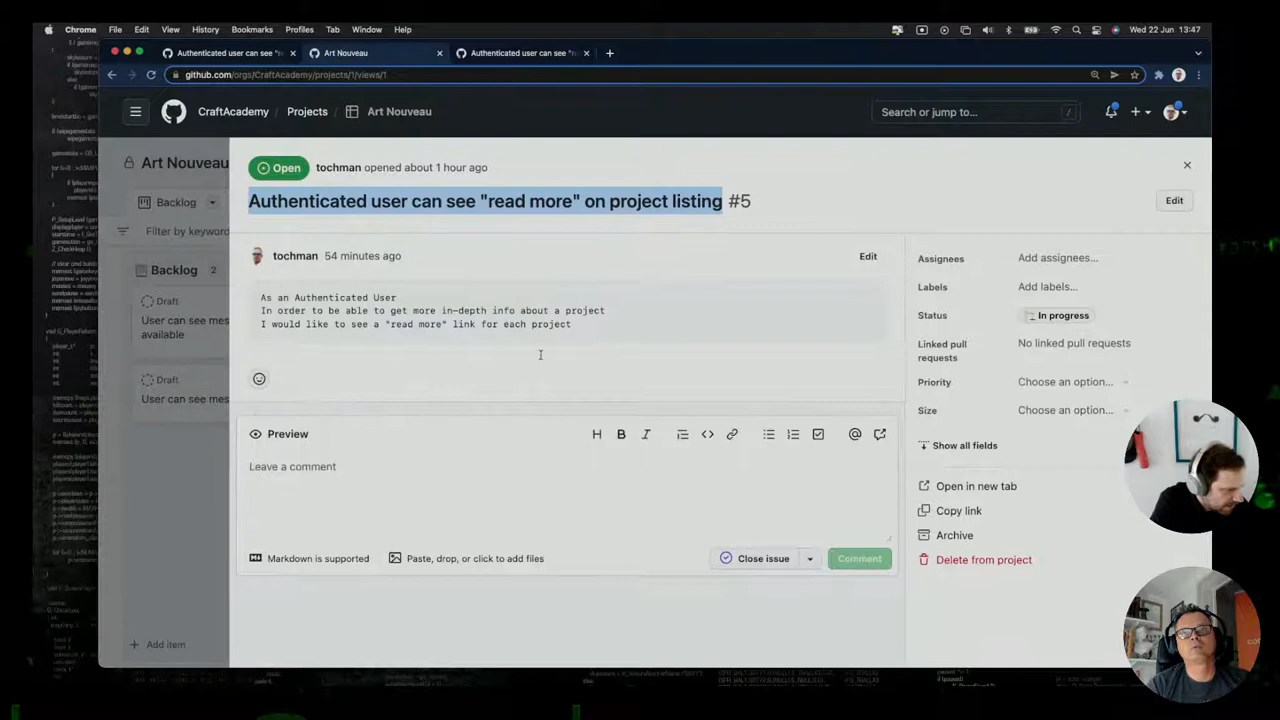 Chrome File Edit View History Bookmarks Profiles Tab Window Help Wed 22 Jun 13:47
Authenticated user can see "re
Art Nouveau
Authenticated user can see "re
github.com/orgs/CraftAcademy/projects/1/views/1
CraftAcademy Projects Art Nouveau Search or jump to... /
Art Nouveau
Open tochman opened about 1 hour ago
Authenticated user can see "read more" on project listing #5
Edit
Backlog
Filter by keyword
tochman 54 minutes ago Edit
Backlog 2
As an Authenticated User
In order to be able to get more in-depth info about a project
I would like to see a "read more" link for each project
Draft
User can see mes
available
Draft
User can see mes
Assignees Add assignees...
Labels Add labels...
Status In progress
Linked pull requests No linked pull requests
Priority Choose an option...
Size Choose an option...
Show all fields
Open in new tab
Copy link
Archive
Delete from project
Preview
Leave a comment
Markdown is supported Paste, drop, or click to add files Close issue Comment
Add item